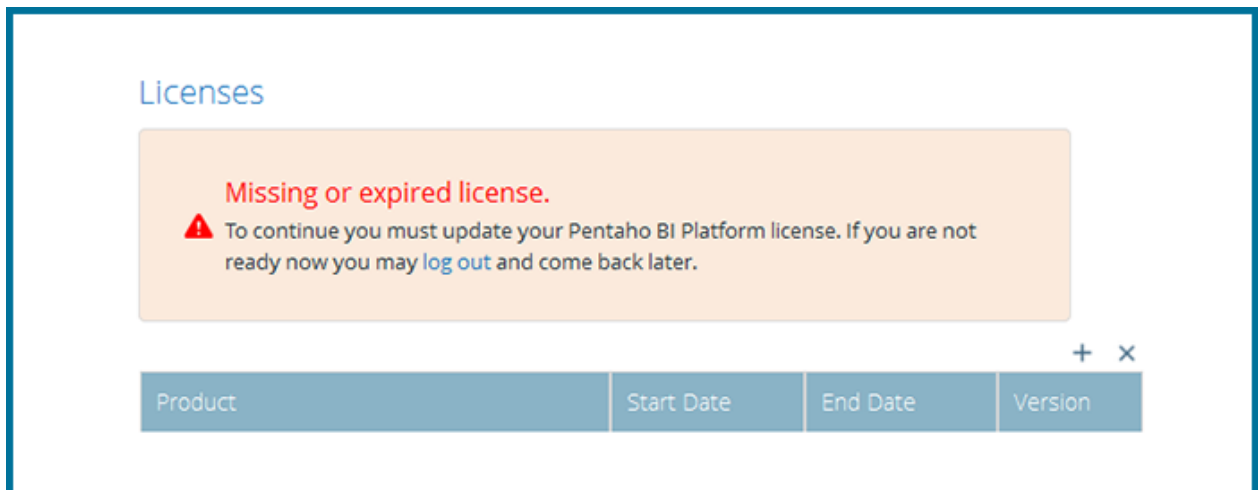 Licenses
Missing or expired license.
To continue you must update your Pentaho BI Platform license. If you are not
ready now you may log out and come back later.
Product Start Date End Date Version